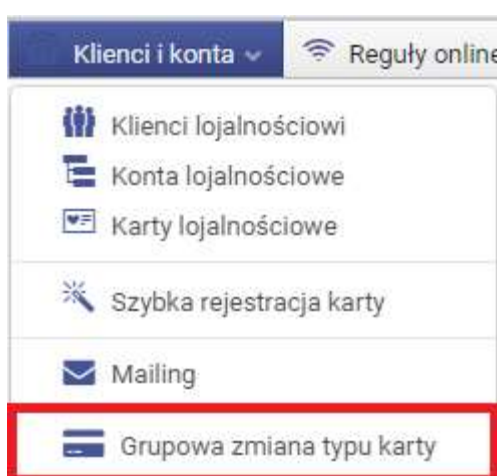 Klienci i konta
Reguły online
Klienci lojalnościowi
Konta lojalnościowe
Karty lojalnościowe
Szybka rejestracja karty
Mailing
Grupowa zmiana typu karty